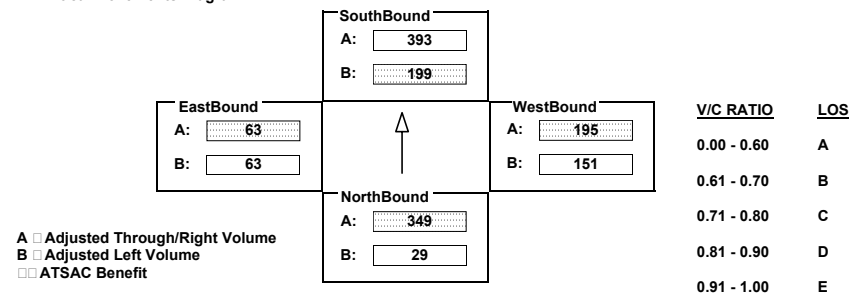 SouthBound
A: 393
B: 199
EastBound
A: 63
B: 63
WestBound
A: 195
B: 151
NorthBound
A: 349
B: 29
A Adjusted Through/Right Volume
B Adjusted Left Volume
ATSAC Benefit
V/C RATIO LOS
0.00 - 0.60 A
0.61 - 0.70 B
0.71 - 0.80 C
0.81 - 0.90 D
0.91 - 1.00 E